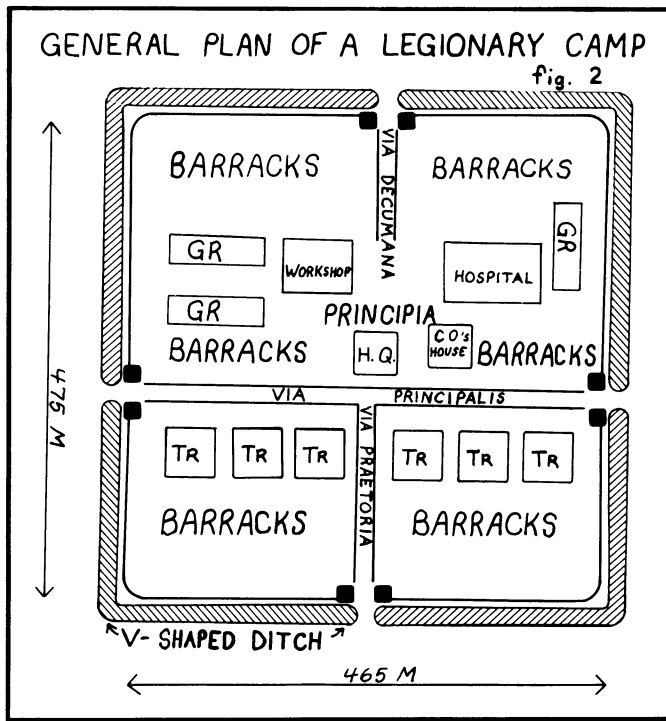 GENERAL PLAN OF A LEGIONARY CAMP
fig. 2
VIA DECUMANA
BARRACKS
BARRACKS
GR
WORKSHOP
HOSPITAL
GR
GR
PRINCIPIA
BARRACKS
H.Q.
CO's
HOUSE
BARRACKS
VIA PRINCIPALIS
475 M
VIA PRAETORIA
TR
TR
TR
TR
TR
TR
BARRACKS
BARRACKS
V-SHAPED DITCH
465 M